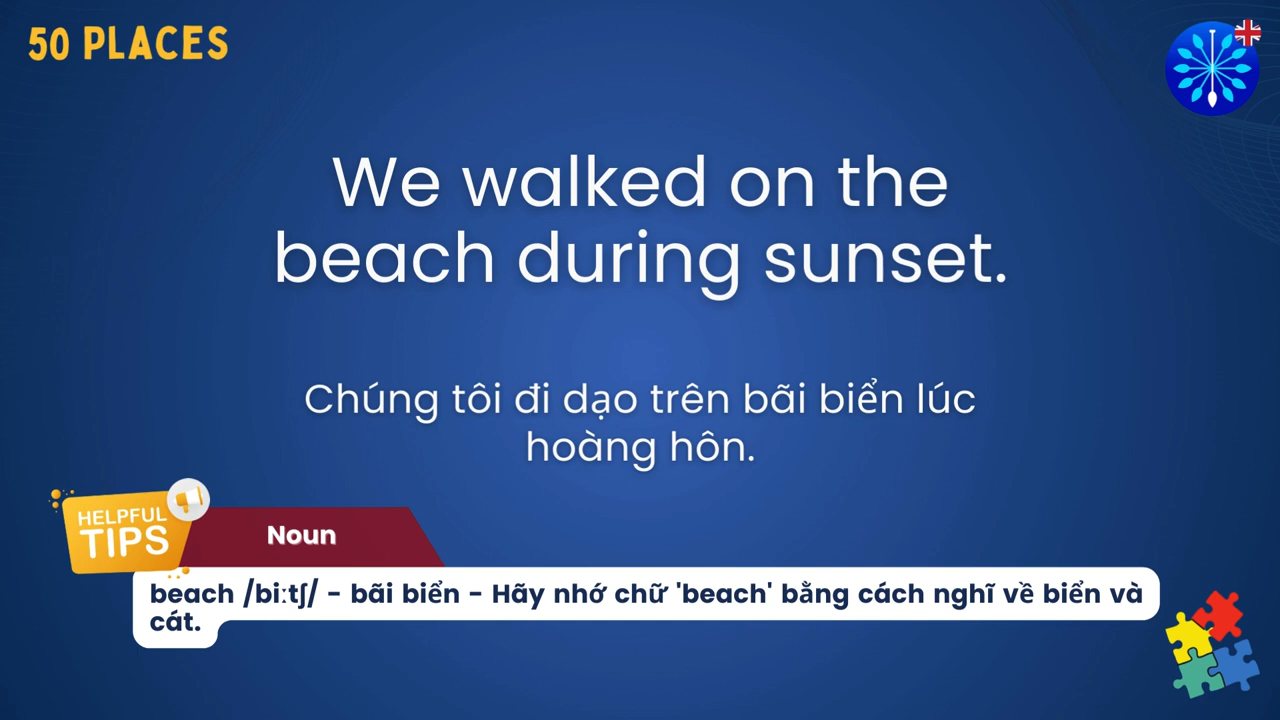 50 PLACES
We walked on the
beach during sunset.
Chúng tôi đi dạo trên bãi biển lúc
hoàng hôn.
HELPFUL
TIPS
Noun
beach /biːtʃ/ - bãi biển - Hãy nhớ chữ 'beach' bằng cách nghĩ về biển và
cát.